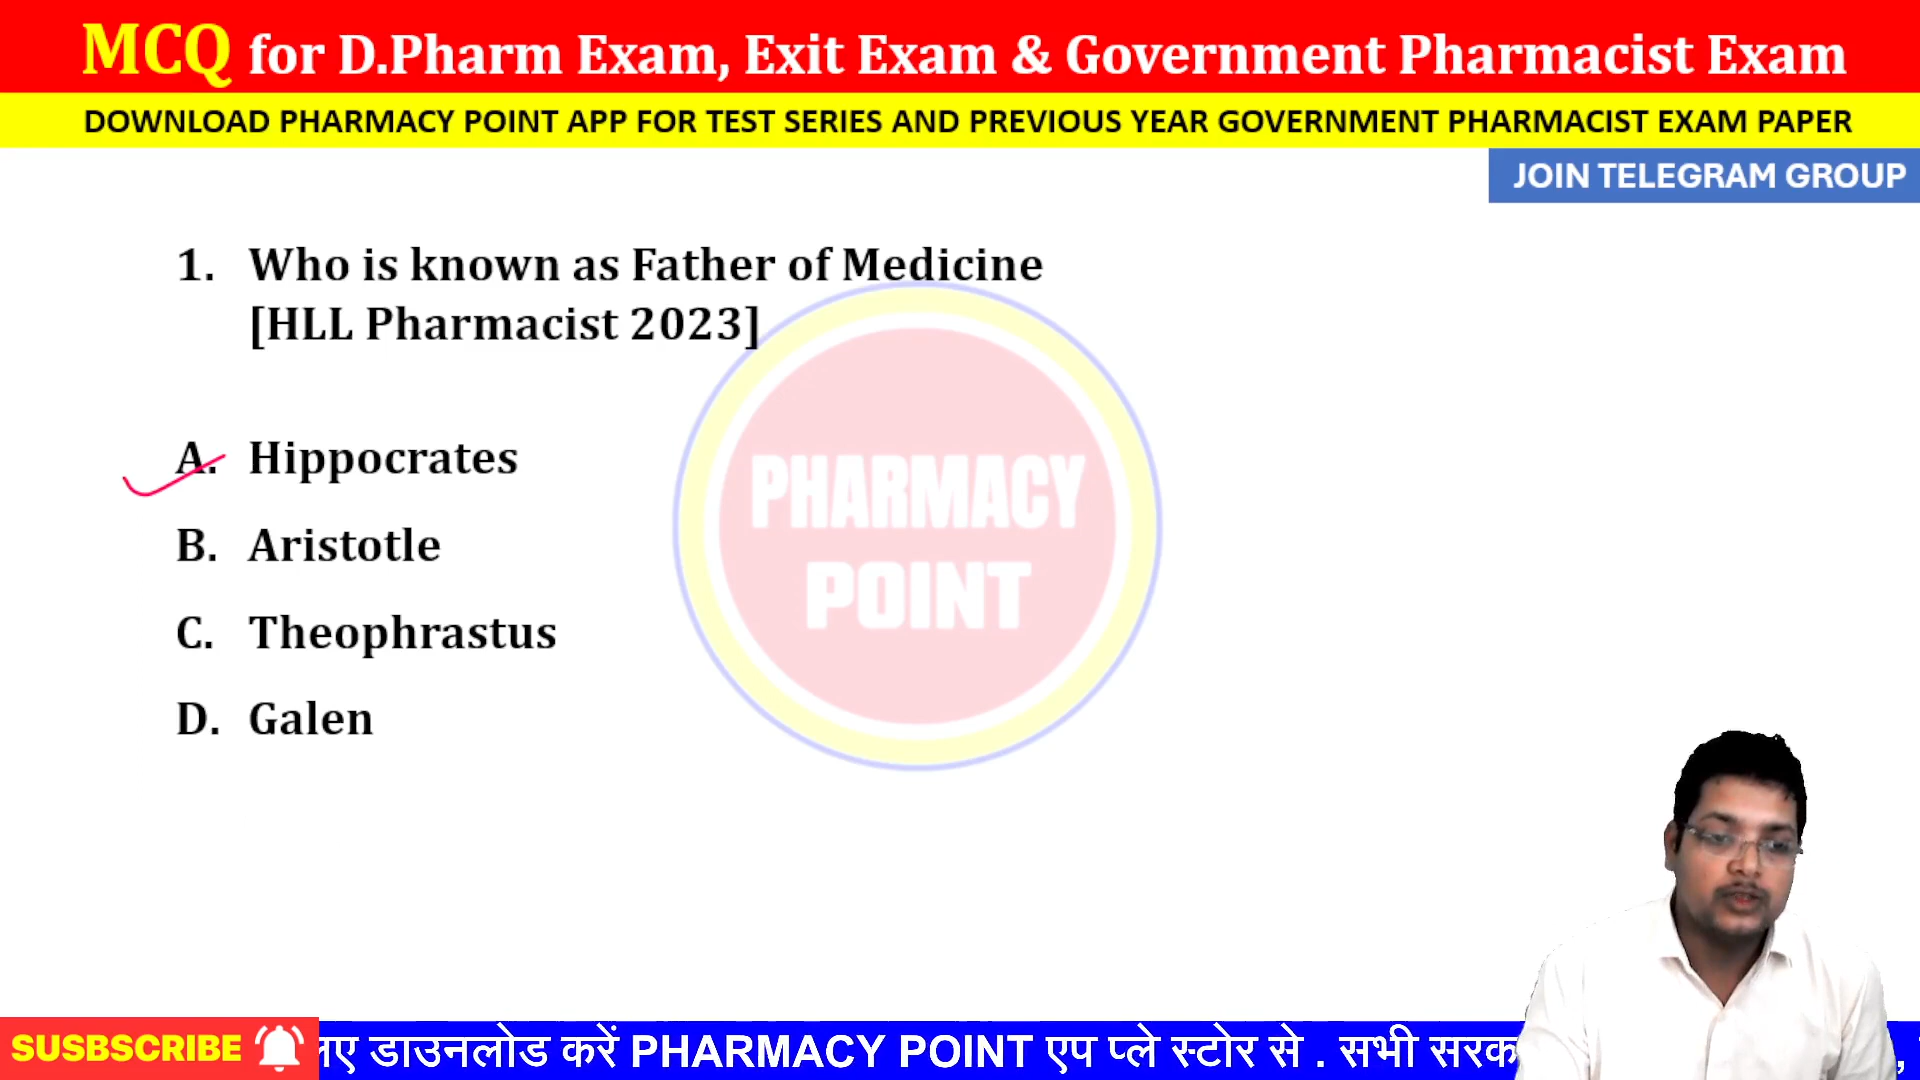 MCQ for D.Pharm Exam, Exit Exam & Government Pharmacist Exam
DOWNLOAD PHARMACY POINT APP FOR TEST SERIES AND PREVIOUS YEAR GOVERNMENT PHARMACIST EXAM PAPER
JOIN TELEGRAM GROUP
1. Who is known as Father of Medicine
[HLL Pharmacist 2023]
A. Hippocrates
B. Aristotle
C. Theophrastus
D. Galen
PHARMACY
POINT
SUSBSCRIBE
डाउनलोड करें PHARMACY POINT एप प्ले स्टोर से . सभी